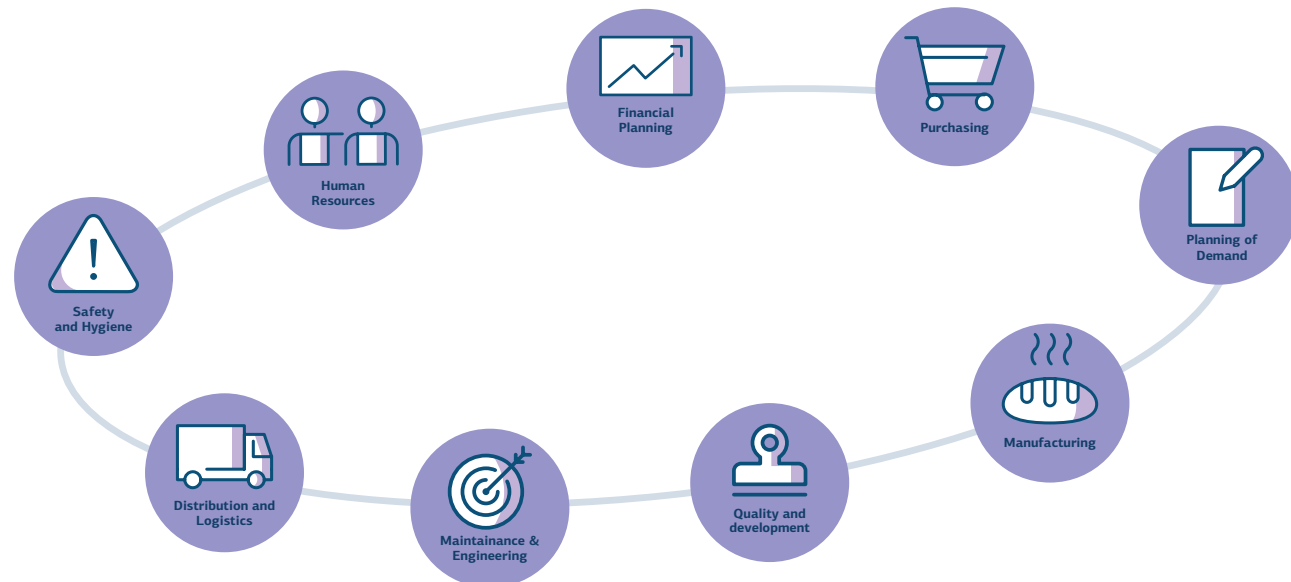 Financial
Planning
Purchasing
Human
Resources
Planning of
Demand
Safety
and Hygiene
Manufacturing
Distribution and
Logistics
Maintainance &
Engineering
Quality and
development